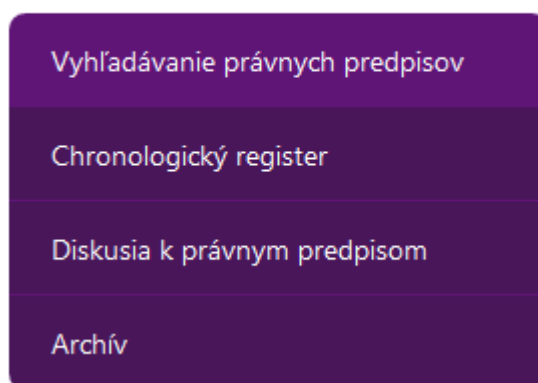 Vyhľadávanie právnych predpisov
Chronologický register
Diskusia k právnym predpisom
Archív